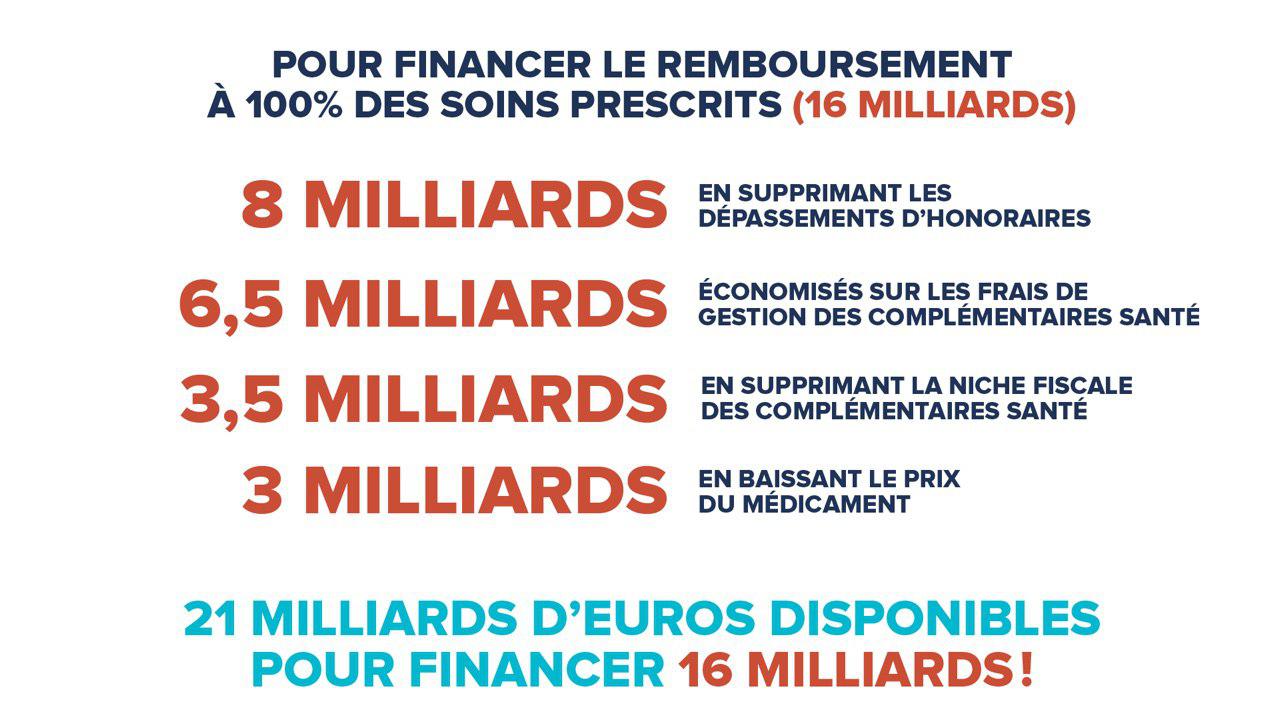 POUR FINANCER LE REMBOURSEMENT
À 100% DES SOINS PRESCRITS (16 MILLIARDS)
8 MILLIARDS
EN SUPPRIMANT LES
DÉPASSEMENTS D’HONORAIRES
6,5 MILLIARDS
ÉCONOMISÉS SUR LES FRAIS DE
GESTION DES COMPLÉMENTAIRES SANTÉ
3,5 MILLIARDS
EN SUPPRIMANT LA NICHE FISCALE
DES COMPLÉMENTAIRES SANTÉ
3 MILLIARDS
EN BAISSANT LE PRIX
DU MÉDICAMENT
21 MILLIARDS D’EUROS DISPONIBLES
POUR FINANCER 16 MILLIARDS !